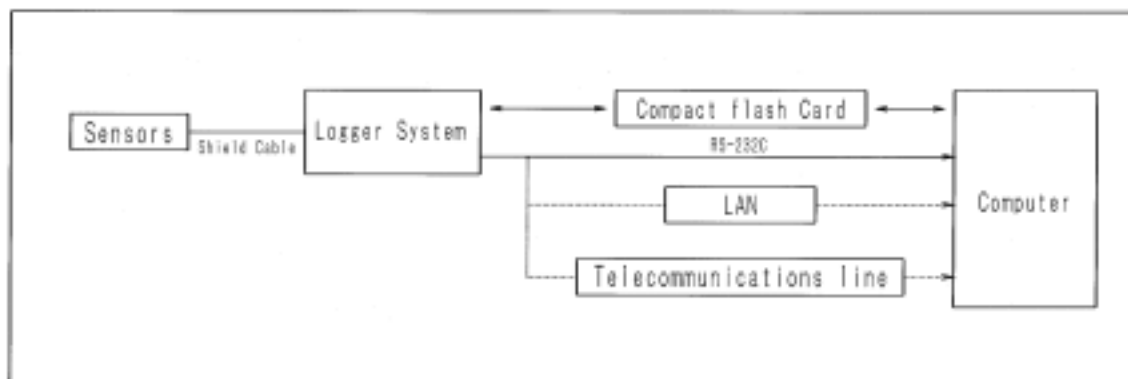 Sensors
Shield Cable
Logger System
Compact flash Card
RS-232C
LAN
Telecommunications line
Computer